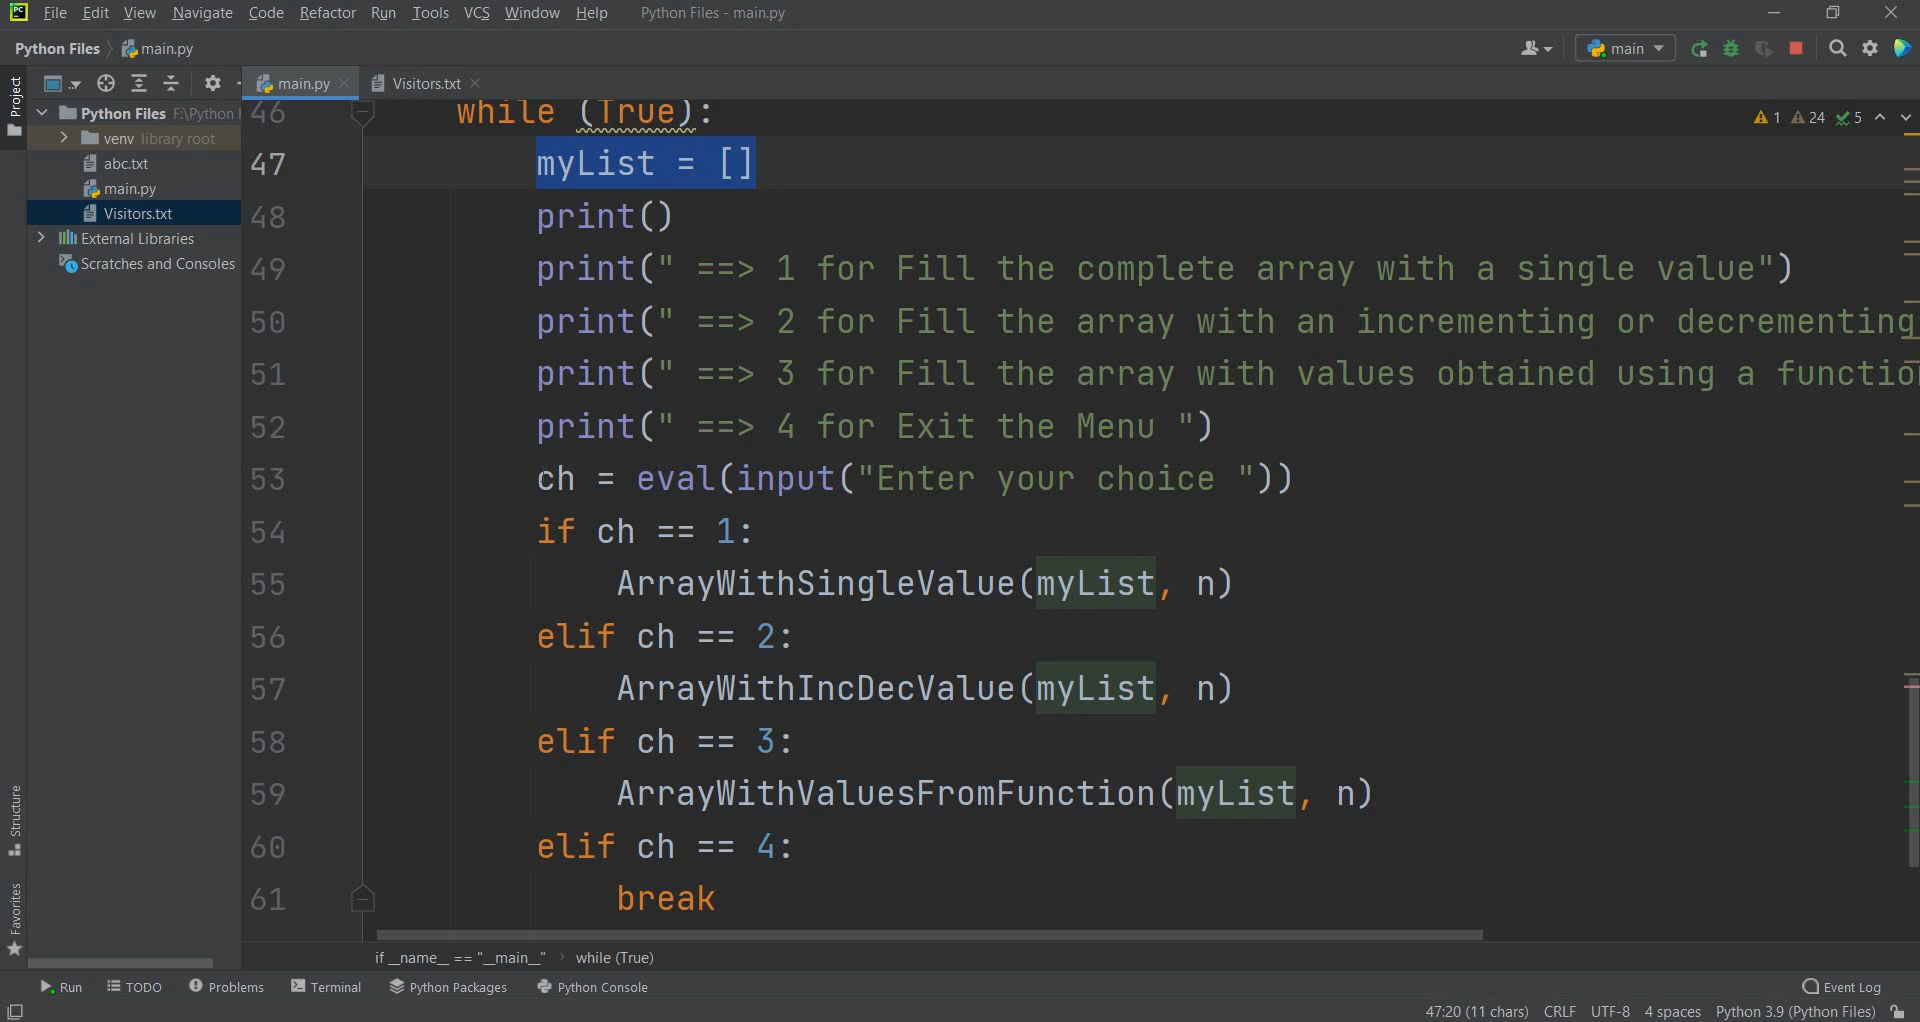 PC File Edit View Navigate Code Refactor Run Tools VCS Window Help Python Files - main.py
Python Files main.py main
Project
main.py Visitors.txt
Python Files F:\Python
venv library root
abc.txt
main.py
Visitors.txt
External Libraries
Scratches and Consoles
1 24 5
46 while (True):
47 myList = []
48 print()
49 print(" ==> 1 for Fill the complete array with a single value")
50 print(" ==> 2 for Fill the array with an incrementing or decrementing
51 print(" ==> 3 for Fill the array with values obtained using a functio
52 print(" ==> 4 for Exit the Menu ")
53 ch = eval(input("Enter your choice "))
54 if ch == 1:
55 ArrayWithSingleValue(myList, n)
56 elif ch == 2:
57 ArrayWithIncDecValue(myList, n)
58 elif ch == 3:
59 ArrayWithValuesFromFunction(myList, n)
60 elif ch == 4:
61 break
Structure
Favorites
if __name__ == "__main__" › while (True)
Run TODO Problems Terminal Python Packages Python Console Event Log
47:20 (11 chars) CRLF UTF-8 4 spaces Python 3.9 (Python Files)